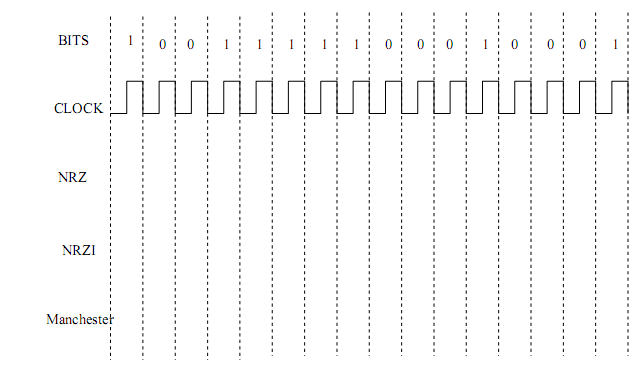 BITS 1 0 0 1 1 1 1 1 0 0 0 1 0 0 0 1
CLOCK
NRZ
NRZI
Manchester